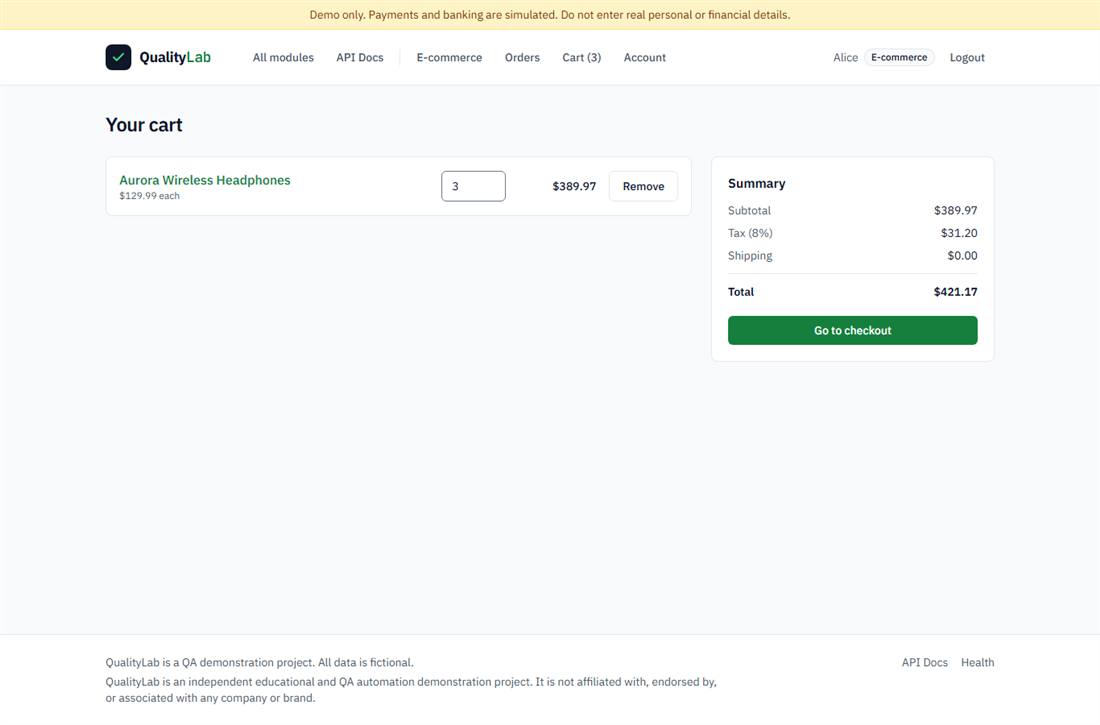 Demo only. Payments and banking are simulated. Do not enter real personal or financial details.
QualityLab All modules API Docs E-commerce Orders Cart (3) Account Alice E-commerce Logout
Your cart
Aurora Wireless Headphones
$129.99 each
3 $389.97 Remove
Summary
Subtotal $389.97
Tax (8%) $31.20
Shipping $0.00
Total $421.17
Go to checkout
QualityLab is a QA demonstration project. All data is fictional.
API Docs Health
QualityLab is an independent educational and QA automation demonstration project. It is not affiliated with, endorsed by,
or associated with any company or brand.